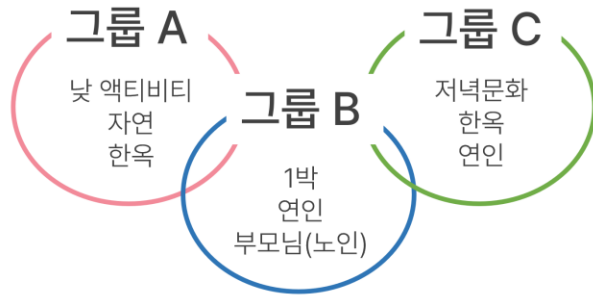 그룹 A
낮 액티비티
자연
한옥
그룹 B
1박
연인
부모님(노인)
그룹 C
저녁문화
한옥
연인